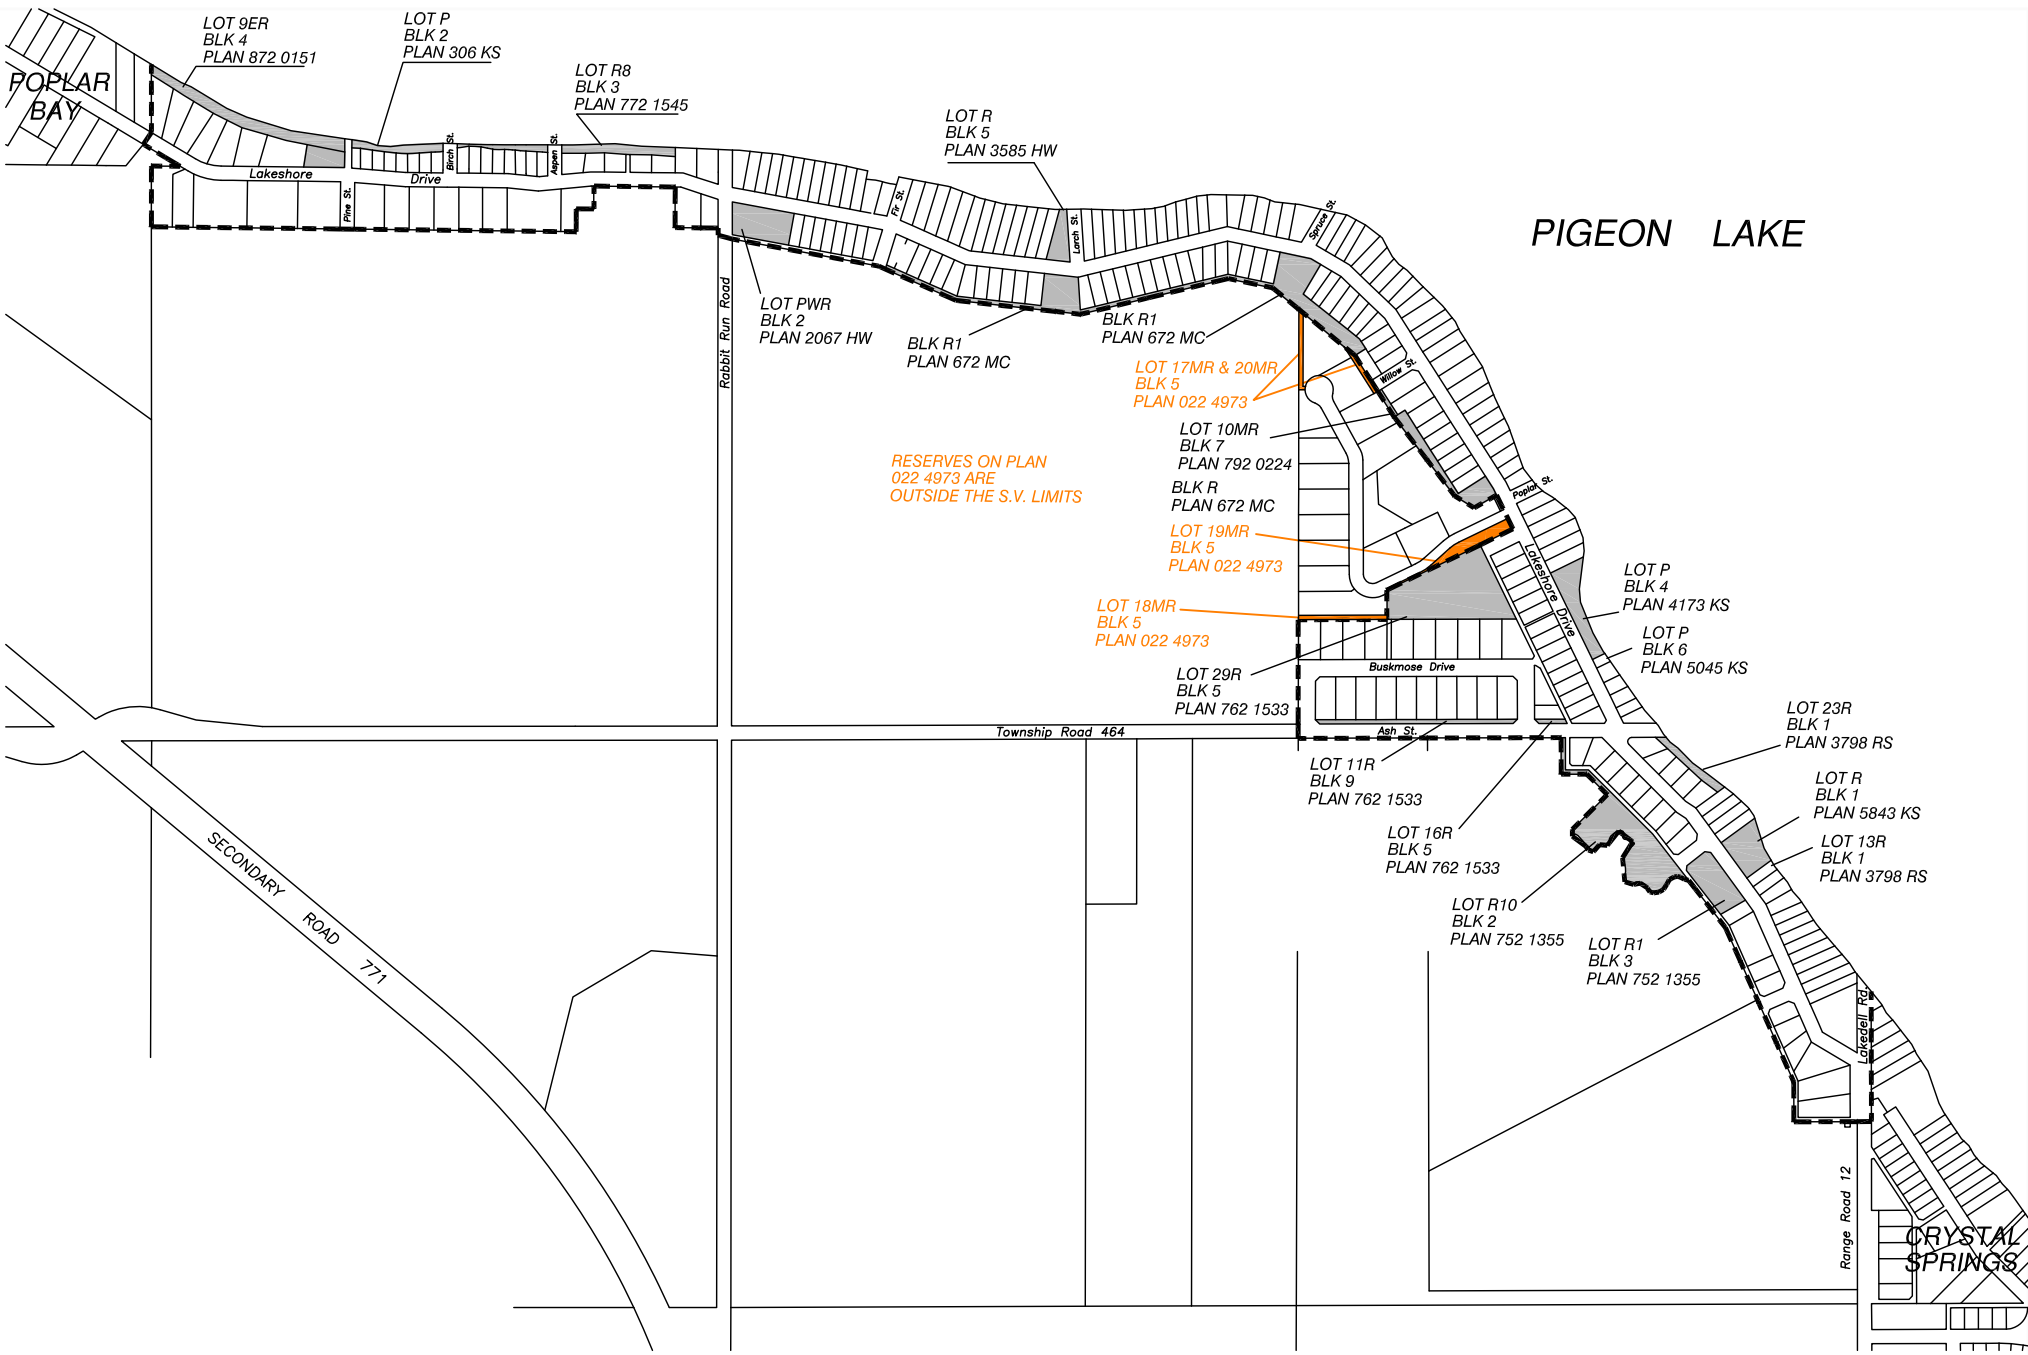 LOT 9ER
BLK 4
PLAN 872 0151
LOT P
BLK 2
PLAN 306 KS
LOT R8
BLK 3
PLAN 772 1545
POPLAR
BAY
LOT R
BLK 5
PLAN 3585 HW
Lakeshore
Drive
Pine St.
Birch St.
Aspen St.
Fir St.
Larch St.
Spruce St.
PIGEON LAKE
LOT PWR
BLK 2
PLAN 2067 HW
BLK R1
PLAN 672 MC
BLK R1
PLAN 672 MC
Rabbit Run Road
LOT 17MR & 20MR
BLK 5
PLAN 022 4973
Willow St.
LOT 10MR
BLK 7
PLAN 792 0224
BLK R
PLAN 672 MC
RESERVES ON PLAN
022 4973 ARE
OUTSIDE THE S.V. LIMITS
Poplar St.
LOT 19MR
BLK 5
PLAN 022 4973
Lakeshore Drive
LOT P
BLK 4
PLAN 4173 KS
LOT 18MR
BLK 5
PLAN 022 4973
LOT P
BLK 6
PLAN 5045 KS
Buskmose Drive
LOT 29R
BLK 5
PLAN 762 1533
LOT 23R
BLK 1
PLAN 3798 RS
Township Road 464
Ash St.
LOT 11R
BLK 9
PLAN 762 1533
LOT R
BLK 1
PLAN 5843 KS
LOT 16R
BLK 5
PLAN 762 1533
LOT 13R
BLK 1
PLAN 3798 RS
LOT R10
BLK 2
PLAN 752 1355
LOT R1
BLK 3
PLAN 752 1355
SECONDARY ROAD 771
Lakedell Rd.
Range Road 12
CRYSTAL
SPRINGS